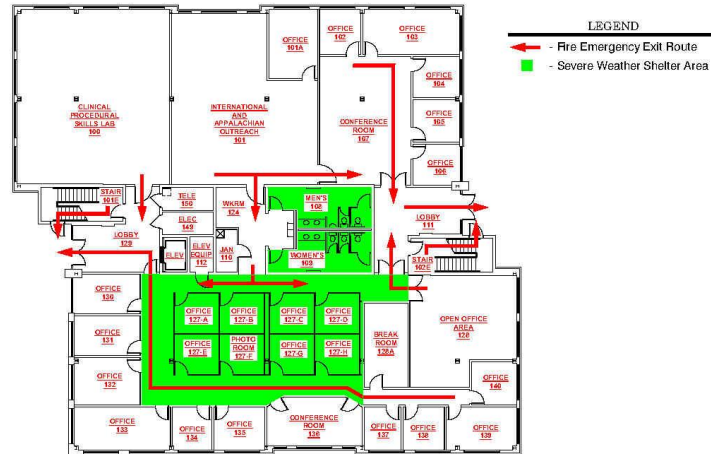 LEGEND
- Fire Emergency Exit Route
- Severe Weather Shelter Area
OFFICE
101A
OFFICE
102
OFFICE
103
OFFICE
104
OFFICE
105
OFFICE
106
CLINICAL
PROCEDURAL
SKILLS LAB
100
INTERNATIONAL
AND
APPALACHIAN
OUTREACH
101
CONFERENCE
ROOM
107
STAIR
101E
TELE
150
WKRM
124
MEN'S
108
ELEC
149
LOBBY
111
LOBBY
129
ELEV
ELEV
EQUIP
112
JAN
110
WOMEN'S
109
STAIR
102E
OFFICE
130
OFFICE
131
OFFICE
132
OFFICE
127-A
OFFICE
127-B
OFFICE
127-C
OFFICE
127-D
OFFICE
127-E
PHOTO
ROOM
127-F
OFFICE
127-G
OFFICE
127-H
BREAK
ROOM
128A
OPEN OFFICE
AREA
128
OFFICE
140
OFFICE
133
OFFICE
134
OFFICE
135
CONFERENCE
ROOM
136
OFFICE
137
OFFICE
138
OFFICE
139